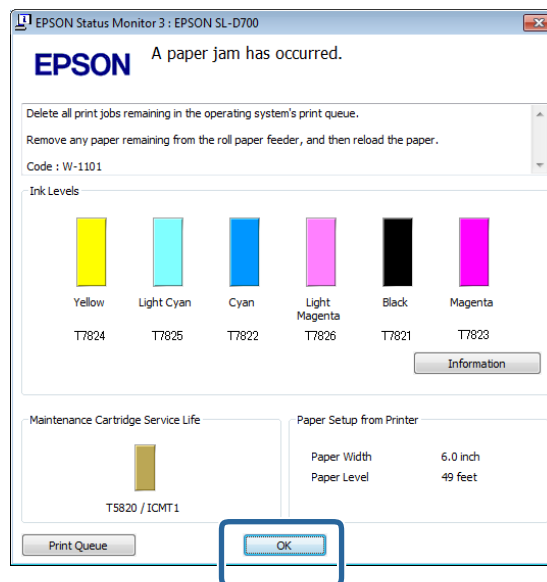 EPSON Status Monitor 3 : EPSON SL-D700
EPSON
A paper jam has occurred.
Delete all print jobs remaining in the operating system's print queue.
Remove any paper remaining from the roll paper feeder, and then reload the paper.
Code : W-1101
Ink Levels
Yellow Light Cyan Cyan Light Magenta Black Magenta
T7824 T7825 T7822 T7826 T7821 T7823
Information
Maintenance Cartridge Service Life
T5820 / ICMT1
Paper Setup from Printer
Paper Width 6.0 inch
Paper Level 49 feet
Print Queue
OK